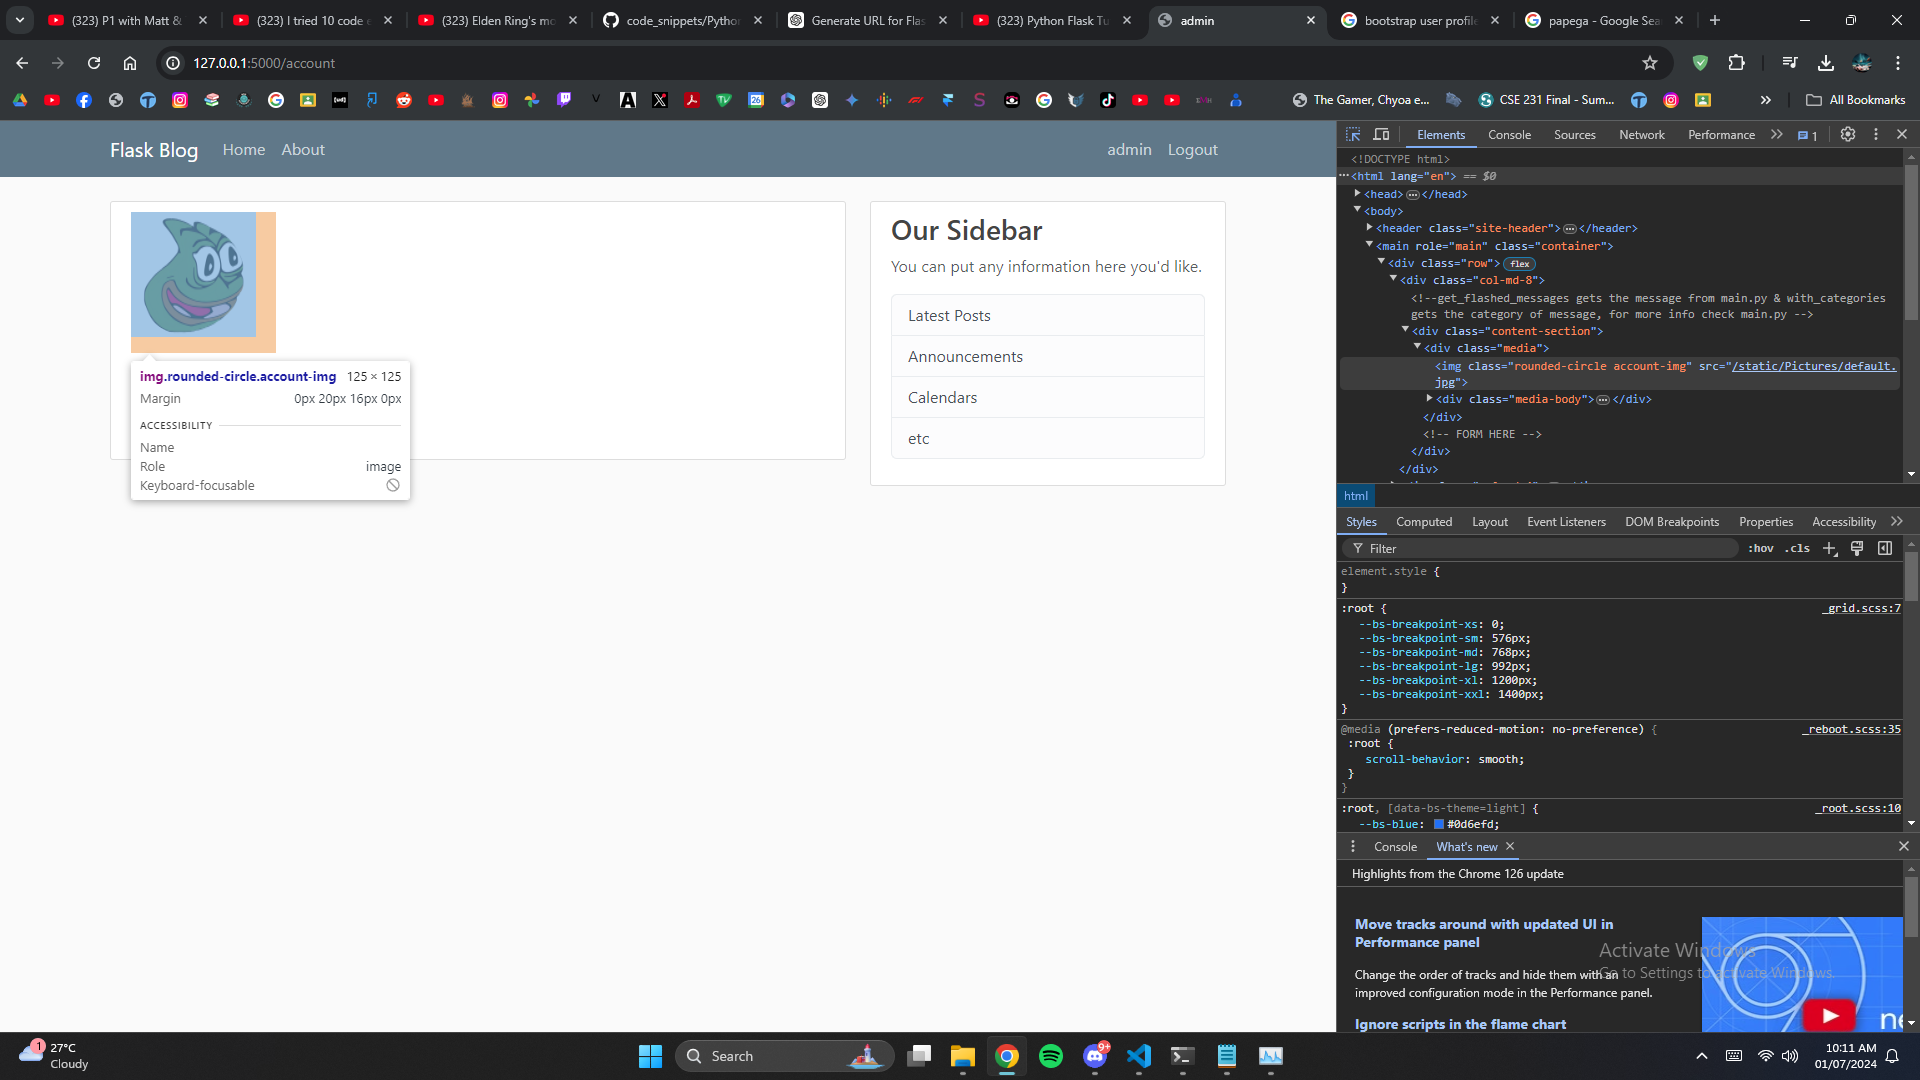 (323) P1 with Matt &
(323) I tried 10 code e
(323) Elden Ring's mo
code_snippets/Pytho
Generate URL for Flas
(323) Python Flask Tu
admin
bootstrap user profile
papega - Google Sea
127.0.0.1:5000/account
The Gamer, Chyoa e...
CSE 231 Final - Sum...
All Bookmarks
Flask Blog
Home
About
admin
Logout
img.rounded-circle.account-img 125 × 125
Margin 0px 20px 16px 0px
ACCESSIBILITY
Name
Role image
Keyboard-focusable
Our Sidebar
You can put any information here you'd like.
Latest Posts
Announcements
Calendars
etc
Elements
Console
Sources
Network
Performance
1
<!DOCTYPE html>
<html lang="en"> == $0
<head> ⋯ </head>
<body>
<header class="site-header"> ⋯ </header>
<main role="main" class="container">
<div class="row"> flex
<div class="col-md-8">
<!--get_flashed_messages gets the message from main.py & with_categories
gets the category of message, for more info check main.py -->
<div class="content-section">
<div class="media">
<img class="rounded-circle account-img" src="/static/Pictures/default.
jpg">
<div class="media-body"> ⋯ </div>
</div>
<!-- FORM HERE -->
</div>
</div>
html
Styles
Computed
Layout
Event Listeners
DOM Breakpoints
Properties
Accessibility
Filter
:hov .cls
element.style {
}
:root { _grid.scss:7
--bs-breakpoint-xs: 0;
--bs-breakpoint-sm: 576px;
--bs-breakpoint-md: 768px;
--bs-breakpoint-lg: 992px;
--bs-breakpoint-xl: 1200px;
--bs-breakpoint-xxl: 1400px;
}
@media (prefers-reduced-motion: no-preference) { _reboot.scss:35
:root {
scroll-behavior: smooth;
}
}
:root, [data-bs-theme=light] { _root.scss:10
--bs-blue: #0d6efd;
Console
What's new
Highlights from the Chrome 126 update
Move tracks around with updated UI in
Performance panel
Change the order of tracks and hide them with an
improved configuration mode in the Performance panel.
Ignore scripts in the flame chart
ne
Activate Windows
Go to Settings to activate Windows.
1
27°C
Cloudy
Search
9+
10:11 AM
01/07/2024